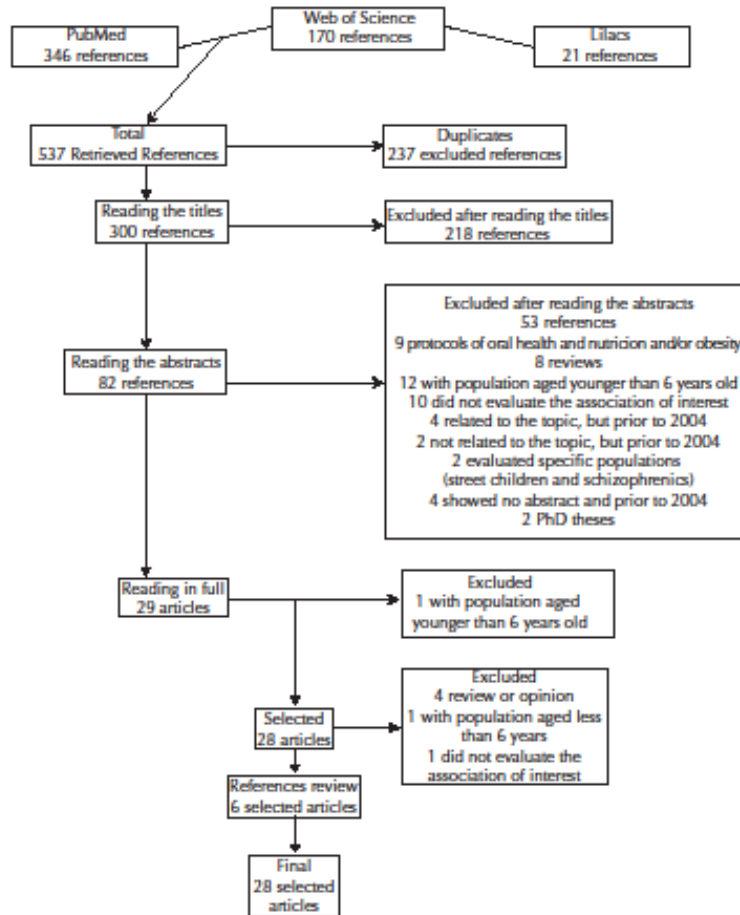 Web of Science
170 references
PubMed
346 references
Lilacs
21 references
Total
537 Retrieved References
Duplicates
237 excluded references
Reading the titles
300 references
Excluded after reading the titles
218 references
Reading the abstracts
82 references
Excluded after reading the abstracts
53 references
9 protocols of oral health and nutricion and/or obesity
8 reviews
12 with population aged younger than 6 years old
10 did not evaluate the association of interest
4 related to the topic, but prior to 2004
2 not related to the topic, but prior to 2004
2 evaluated specific populations
(street children and schizophrenics)
4 showed no abstract and prior to 2004
2 PhD theses
Reading in full
29 articles
Excluded
1 with population aged
younger than 6 years old
Selected
28 articles
Excluded
4 review or opinion
1 with population aged less
than 6 years
1 did not evaluate the
association of interest
References review
6 selected articles
Final
28 selected
articles